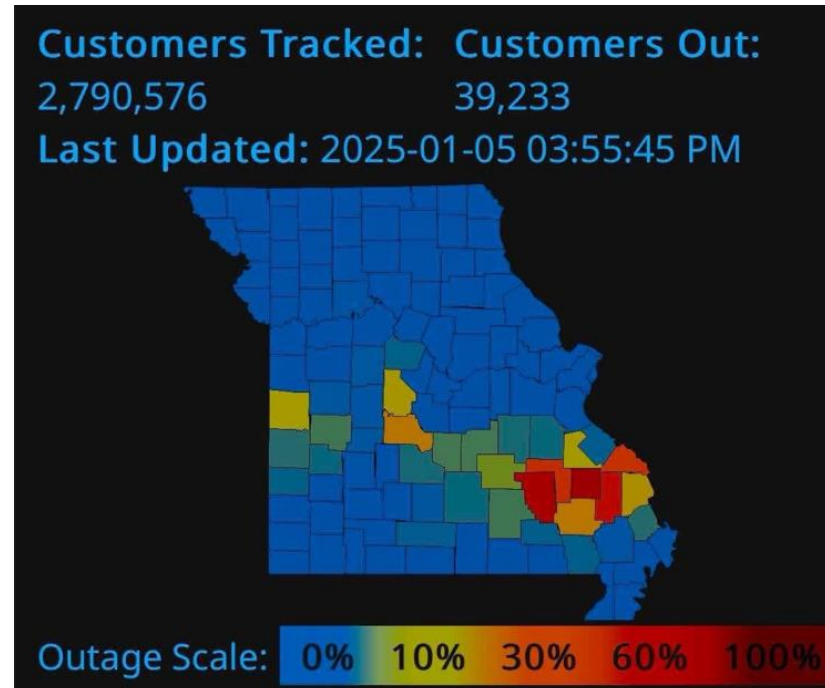 Customers Tracked: Customers Out:
2,790,576 39,233
Last Updated: 2025-01-05 03:55:45 PM
Outage Scale: 0% 10% 30% 60% 100%